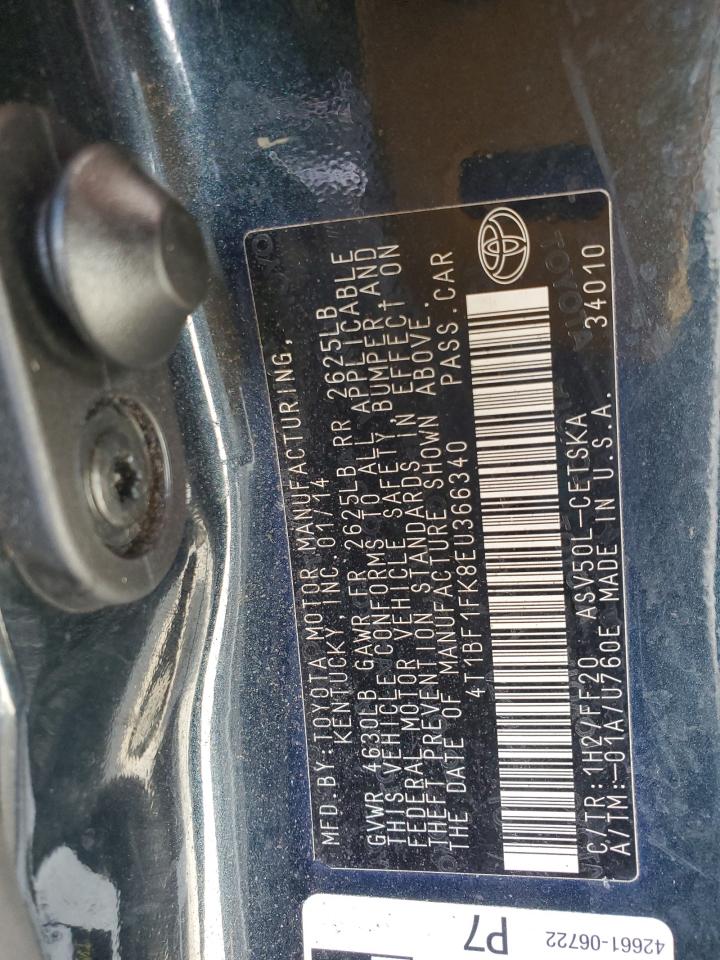 MFD.BY:TOYOTA MOTOR MANUFACTURING,
KENTUCKY, INC. 01/14
GVWR 4630LB GAWR FR 2625LB RR 2625LB
THIS VEHICLE CONFORMS TO ALL APPLICABLE
FEDERAL MOTOR VEHICLE SAFETY, BUMPER AND
THEFT PREVENTION STANDARDS IN EFFECT ON
THE DATE OF MANUFACTURE SHOWN ABOVE.
4T1BF1FK8EU366340 PASS.CAR
C/TR:1H2/FF20 ASV50L-CETSKA
A/TM:-01A/U760E MADE IN U.S.A. 34010
TOYOTA
P7
42661-06722